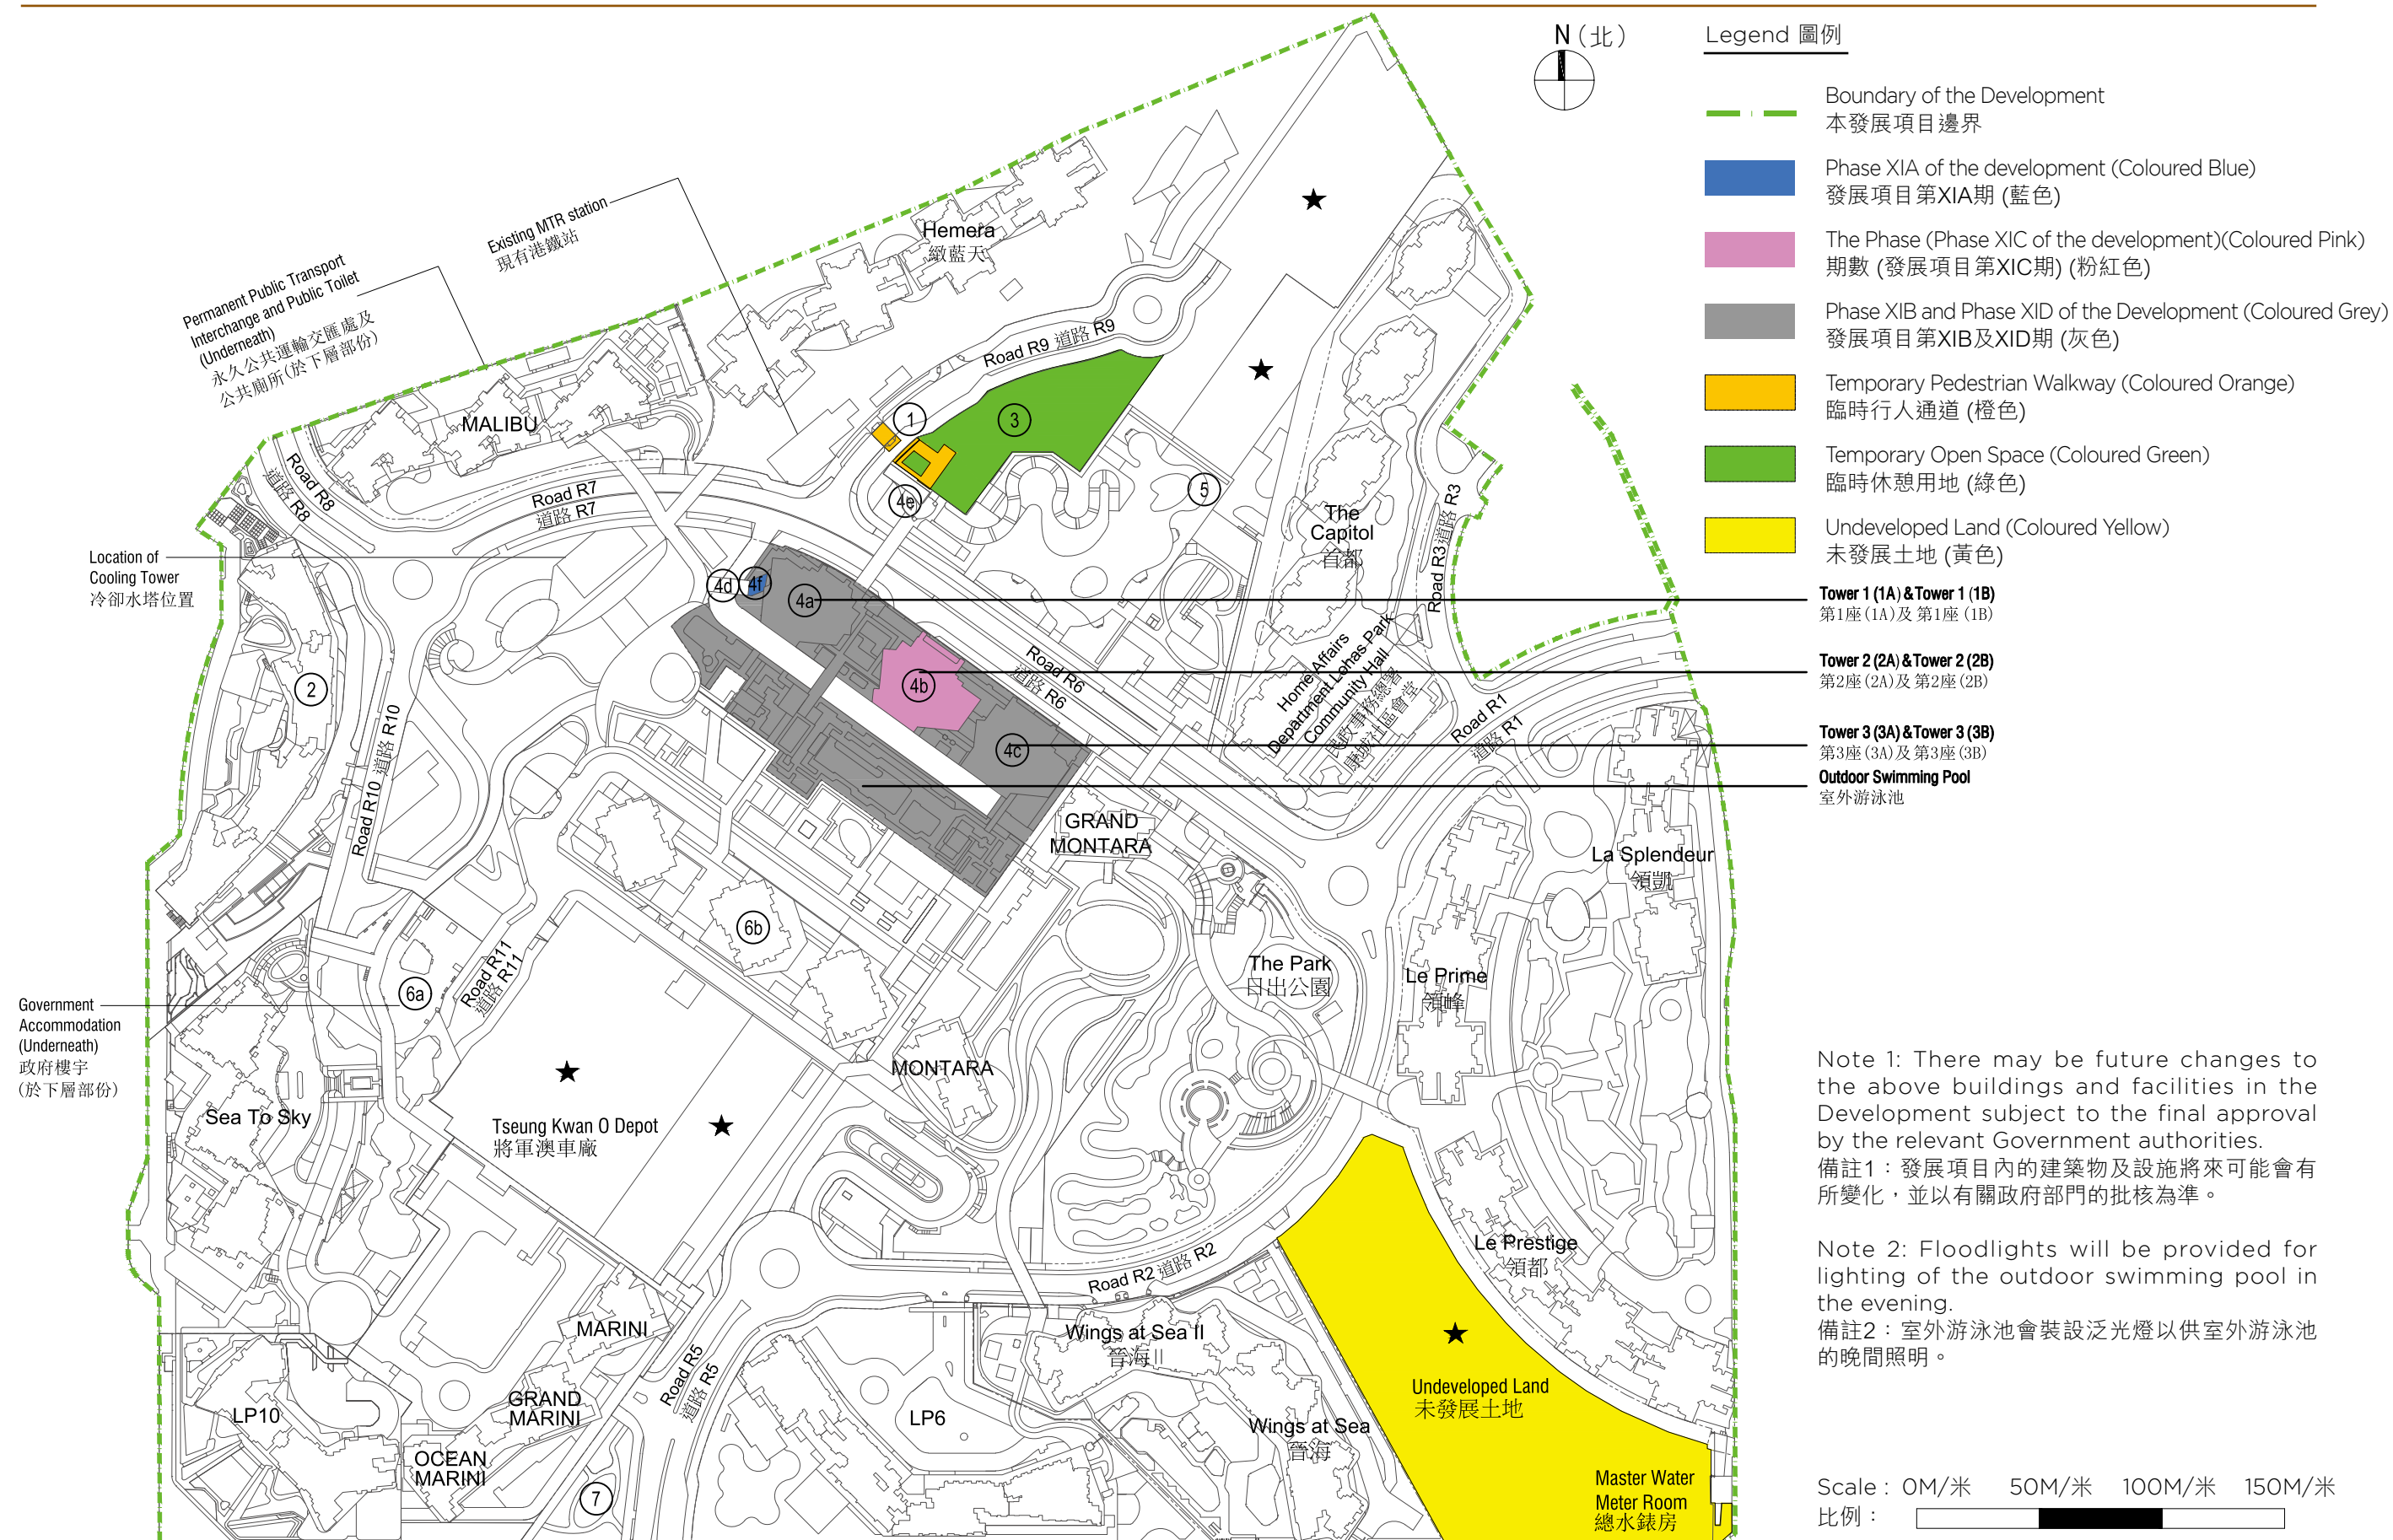 N (北)
Legend 圖例
Boundary of the Development
本發展項目邊界
Phase XIA of the development (Coloured Blue)
發展項目第XIA期 (藍色)
The Phase (Phase XIC of the development)(Coloured Pink)
期數 (發展項目第XIC期) (粉紅色)
Phase XIB and Phase XID of the Development (Coloured Grey)
發展項目第XIB及XID期 (灰色)
Temporary Pedestrian Walkway (Coloured Orange)
臨時行人通道 (橙色)
Temporary Open Space (Coloured Green)
臨時休憩用地 (綠色)
Undeveloped Land (Coloured Yellow)
未發展土地 (黃色)
Tower 1 (1A) & Tower 1 (1B)
第1座 (1A) 及 第1座 (1B)
Tower 2 (2A) & Tower 2 (2B)
第2座 (2A) 及 第2座 (2B)
Tower 3 (3A) & Tower 3 (3B)
第3座 (3A) 及 第3座 (3B)
Outdoor Swimming Pool
室外游泳池
Existing MTR station
現有港鐵站
Permanent Public Transport
Interchange and Public Toilet
(Underneath)
永久公共運輸交匯處及
公共廁所(於下層部份)
Hemera
緻藍天
MALIBU
Road R9 道路 R9
Road R8
道路 R8
Road R7
道路 R7
1
3
4e
5
The
Capitol
首都
Road R3 道路 R3
Location of
Cooling Tower
冷卻水塔位置
4d
4f
4a
4b
4c
2
Road R6
道路 R6
Home Affairs
Department Lohas Park
Community Hall
民政事務總署
康城社區會堂
Road R1
道路 R1
Road R10 道路 R10
GRAND
MONTARA
La Splendeur
領凱
6b
6a
Road R11
道路 R11
The Park
日出公園
Le Prime
領峰
Government
Accommodation
(Underneath)
政府樓宇
(於下層部份)
MONTARA
Sea To Sky
Tseung Kwan O Depot
將軍澳車廠
Le Prestige
領都
Road R2 道路 R2
MARINI
Wings at Sea II
晉海 II
Road R5
道路 R5
GRAND
MARINI
LP10
LP6
Wings at Sea
晉海
OCEAN
MARINI
7
Undeveloped Land
未發展土地
Master Water
Meter Room
總水錶房
Note 1: There may be future changes to
the above buildings and facilities in the
Development subject to the final approval
by the relevant Government authorities.
備註1：發展項目內的建築物及設施將來可能會有
所變化，並以有關政府部門的批核為準。
Note 2: Floodlights will be provided for
lighting of the outdoor swimming pool in
the evening.
備註2：室外游泳池會裝設泛光燈以供室外游泳池
的晚間照明。
Scale : 0M/米 50M/米 100M/米 150M/米
比例：